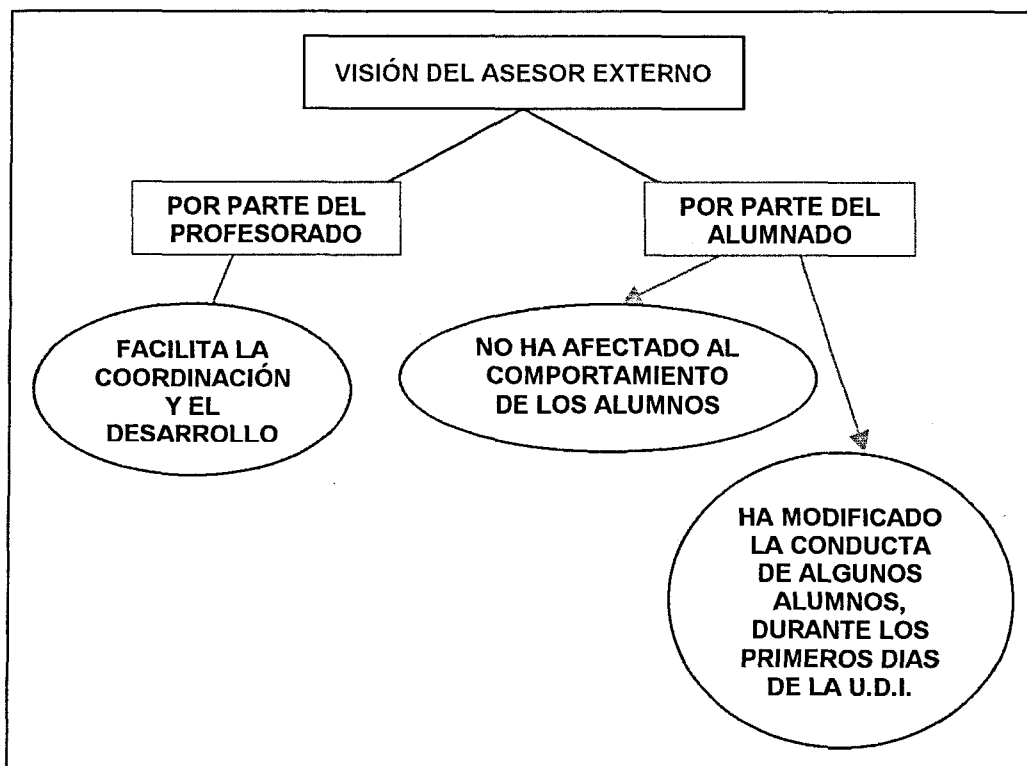 VISIÓN DEL ASESOR EXTERNO
POR PARTE DEL
PROFESORADO
POR PARTE DEL
ALUMNADO
FACILITA LA
COORDINACIÓN
Y EL
DESARROLLO
NO HA AFECTADO AL
COMPORTAMIENTO
DE LOS ALUMNOS
HA MODIFICADO
LA CONDUCTA
DE ALGUNOS
ALUMNOS,
DURANTE LOS
PRIMEROS DIAS
DE LA U.D.I.